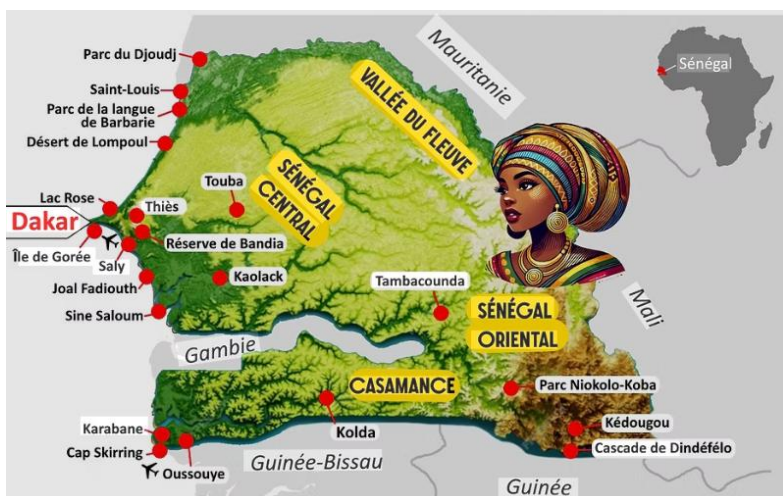 Parc du Djoudj
Mauritanie
Sénégal
Saint-Louis
Parc de la langue
de Barbarie
VALLÉE DU FLEUVE
Désert de Lompoul
SÉNÉGAL
CENTRAL
Touba
Lac Rose
Thiès
Dakar
Réserve de Bandia
Île de Gorée
Saly
Joal Fadiouth
Kaolack
Tambacounda
Mali
Sine Saloum
SÉNÉGAL
ORIENTAL
Gambie
CASAMANCE
Parc Niokolo-Koba
Karabane
Kolda
Kédougou
Cap Skirring
Oussouye
Guinée-Bissau
Cascade de Dindéfélo
Guinée